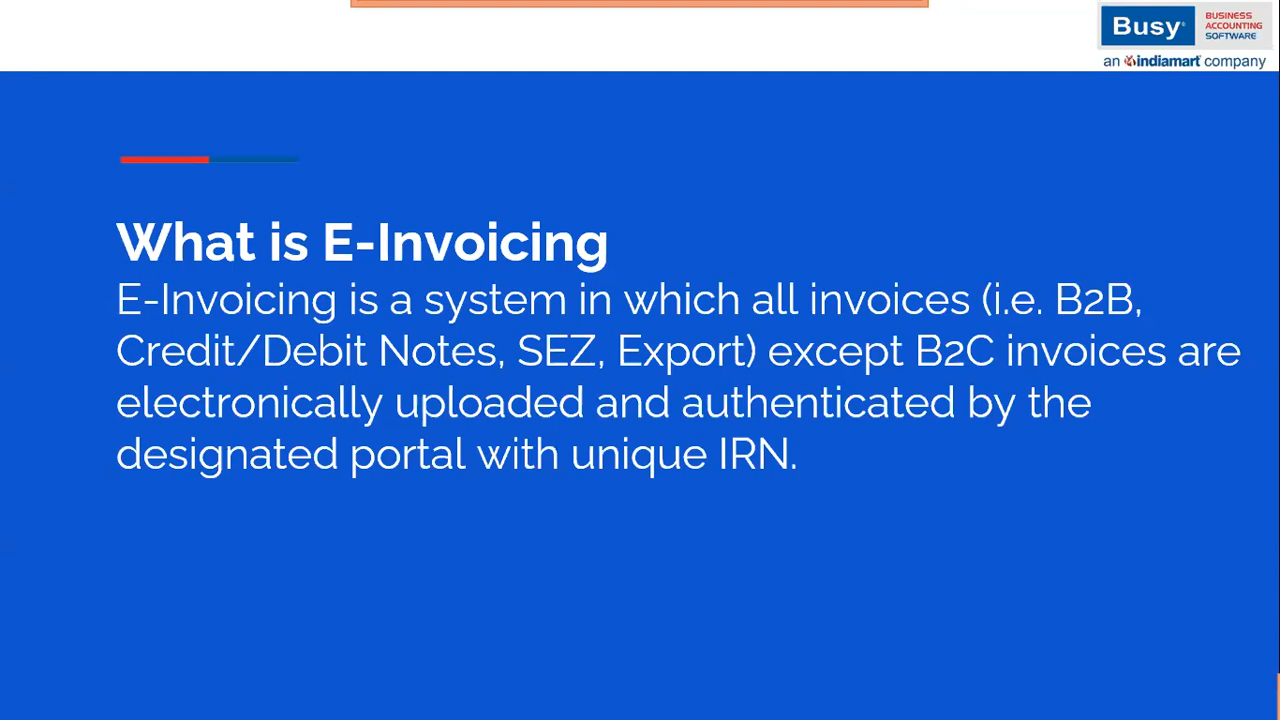 Busy
BUSINESS
ACCOUNTING
SOFTWARE
an indiamart company
What is E-Invoicing
E-Invoicing is a system in which all invoices (i.e. B2B,
Credit/Debit Notes, SEZ, Export) except B2C invoices are
electronically uploaded and authenticated by the
designated portal with unique IRN.